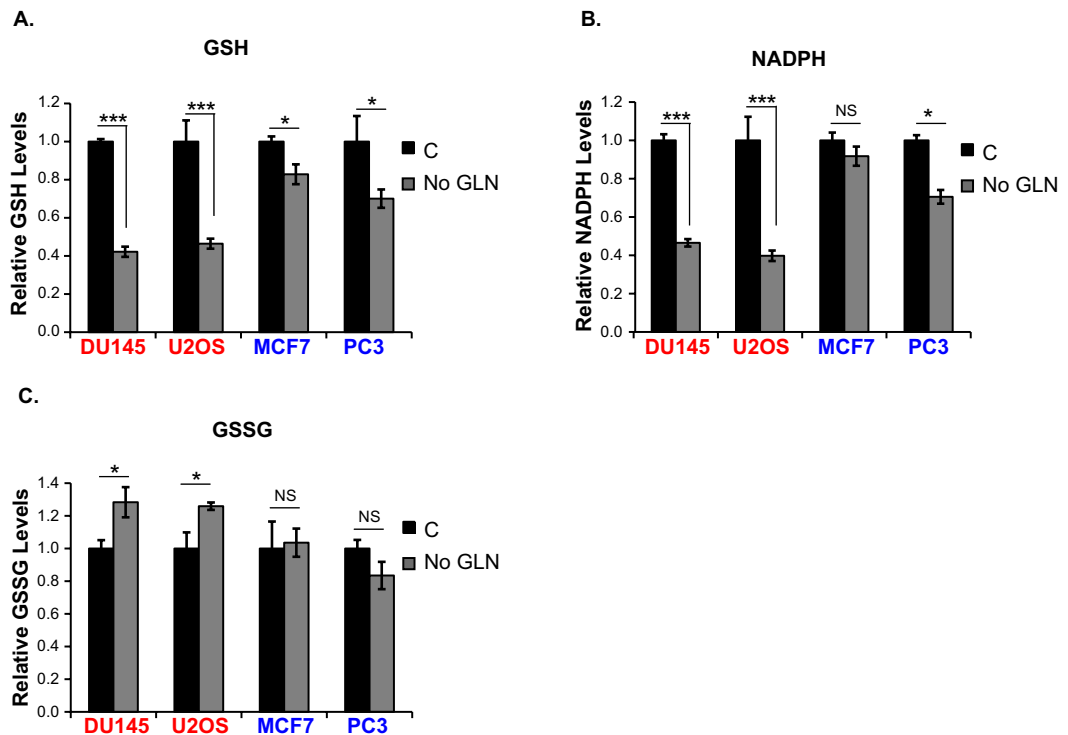 A.
GSH
Relative GSH Levels
1.2
1.0
0.8
0.6
0.4
0.2
0.0
***
***
*
*
C
No GLN
DU145 U2OS MCF7 PC3
B.
NADPH
Relative NADPH Levels
1.2
1.0
0.8
0.6
0.4
0.2
0.0
***
***
NS
*
C
No GLN
DU145 U2OS MCF7 PC3
C.
GSSG
Relative GSSG Levels
1.4
1.2
1.0
0.8
0.6
0.4
0.2
0.0
*
*
NS
NS
C
No GLN
DU145 U2OS MCF7 PC3